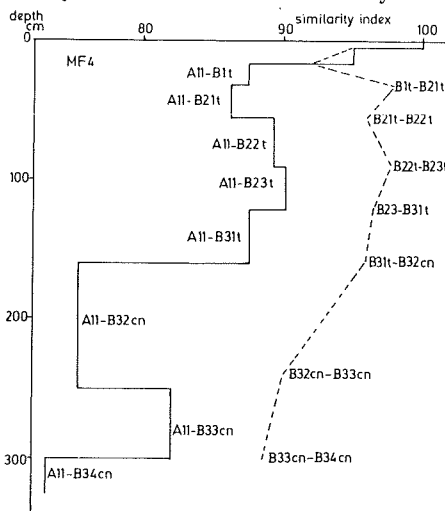 depth
cm
similarity index
0
80
90
100
MF4
A11-B1t
B1t-B21t
A11-B21t
B21t-B22t
A11-B22t
B22t-B23t
100
A11-B23t
B23-B31t
A11-B31t
B31t-B32cn
200
A11-B32cn
B32cn-B33cn
A11-B33cn
B33cn-B34cn
300
A11-B34cn